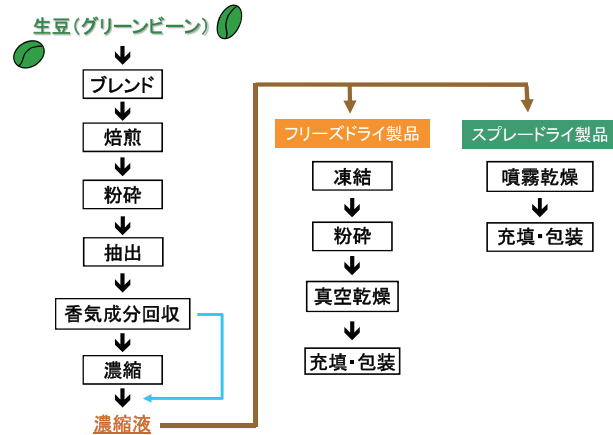 生豆（グリーンビーン）
ブレンド
焙煎
粉砕
抽出
香気成分回収
濃縮
濃縮液
フリーズドライ製品
凍結
粉砕
真空乾燥
充填・包装
スプレードライ製品
噴霧乾燥
充填・包装